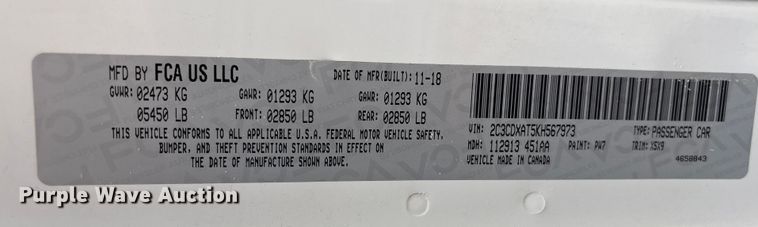 MFD BY FCA US LLC
DATE OF MFR(BUILT): 11-18
GVWR: 02473 KG GAWR: 01293 KG GAWR: 01293 KG
05450 LB FRONT: 02850 LB REAR: 02850 LB
THIS VEHICLE CONFORMS TO ALL APPLICABLE U.S.A. FEDERAL MOTOR VEHICLE SAFETY,
BUMPER, AND THEFT PREVENTION STANDARDS IN EFFECT ON
THE DATE OF MANUFACTURE SHOWN ABOVE.
VIN: 2C3CDXAT5KH567973 TYPE: PASSENGER CAR
MDH: 112913 451AA PAINT: PW7 TRIM: X5X9
VEHICLE MADE IN CANADA 4658843
Purple Wave Auction